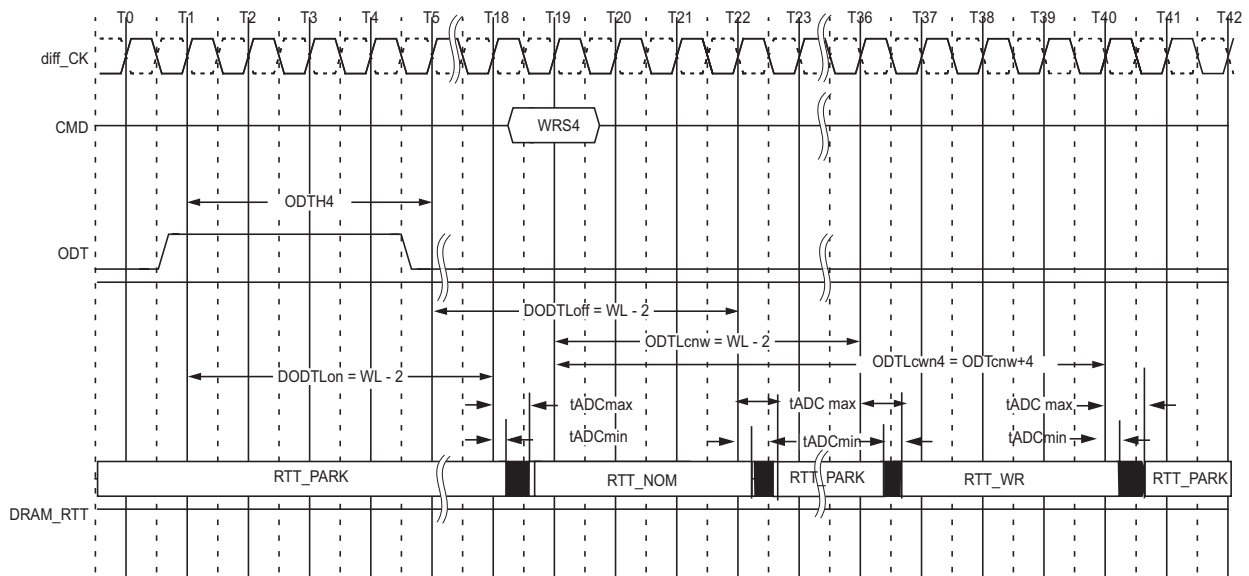 T0 T1 T2 T3 T4 T5 T18 T19 T20 T21 T22 T23 T36 T37 T38 T39 T40 T41 T42
diff_CK
CMD
WRS4
ODTH4
ODT
DODTLoff = WL - 2
ODTLcnw = WL - 2
ODTLcwn4 = ODTcnw+4
DODTLon = WL - 2
tADCmax
tADC max
tADC max
tADCmin
tADCmin
tADCmin
RTT_PARK
RTT_NOM
RTT_PARK
RTT_WR
RTT_PARK
DRAM_RTT